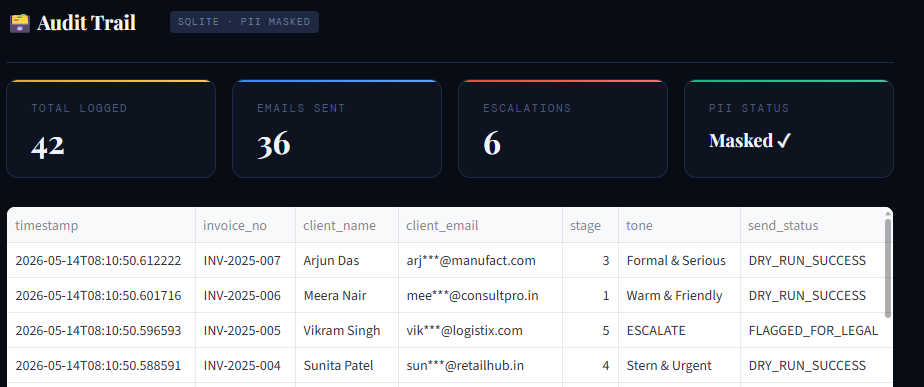 Audit Trail SQLITE · PII MASKED
TOTAL LOGGED EMAILS SENT ESCALATIONS PII STATUS
42 36 6 Masked ✓
timestamp invoice_no client_name client_email stage tone send_status
2026-05-14T08:10:50.612222 INV-2025-007 Arjun Das arj***@manufact.com 3 Formal & Serious DRY_RUN_SUCCESS
2026-05-14T08:10:50.601716 INV-2025-006 Meera Nair mee***@consultpro.in 1 Warm & Friendly DRY_RUN_SUCCESS
2026-05-14T08:10:50.596593 INV-2025-005 Vikram Singh vik***@logistix.com 5 ESCALATE FLAGGED_FOR_LEGAL
2026-05-14T08:10:50.588591 INV-2025-004 Sunita Patel sun***@retailhub.in 4 Stern & Urgent DRY_RUN_SUCCESS